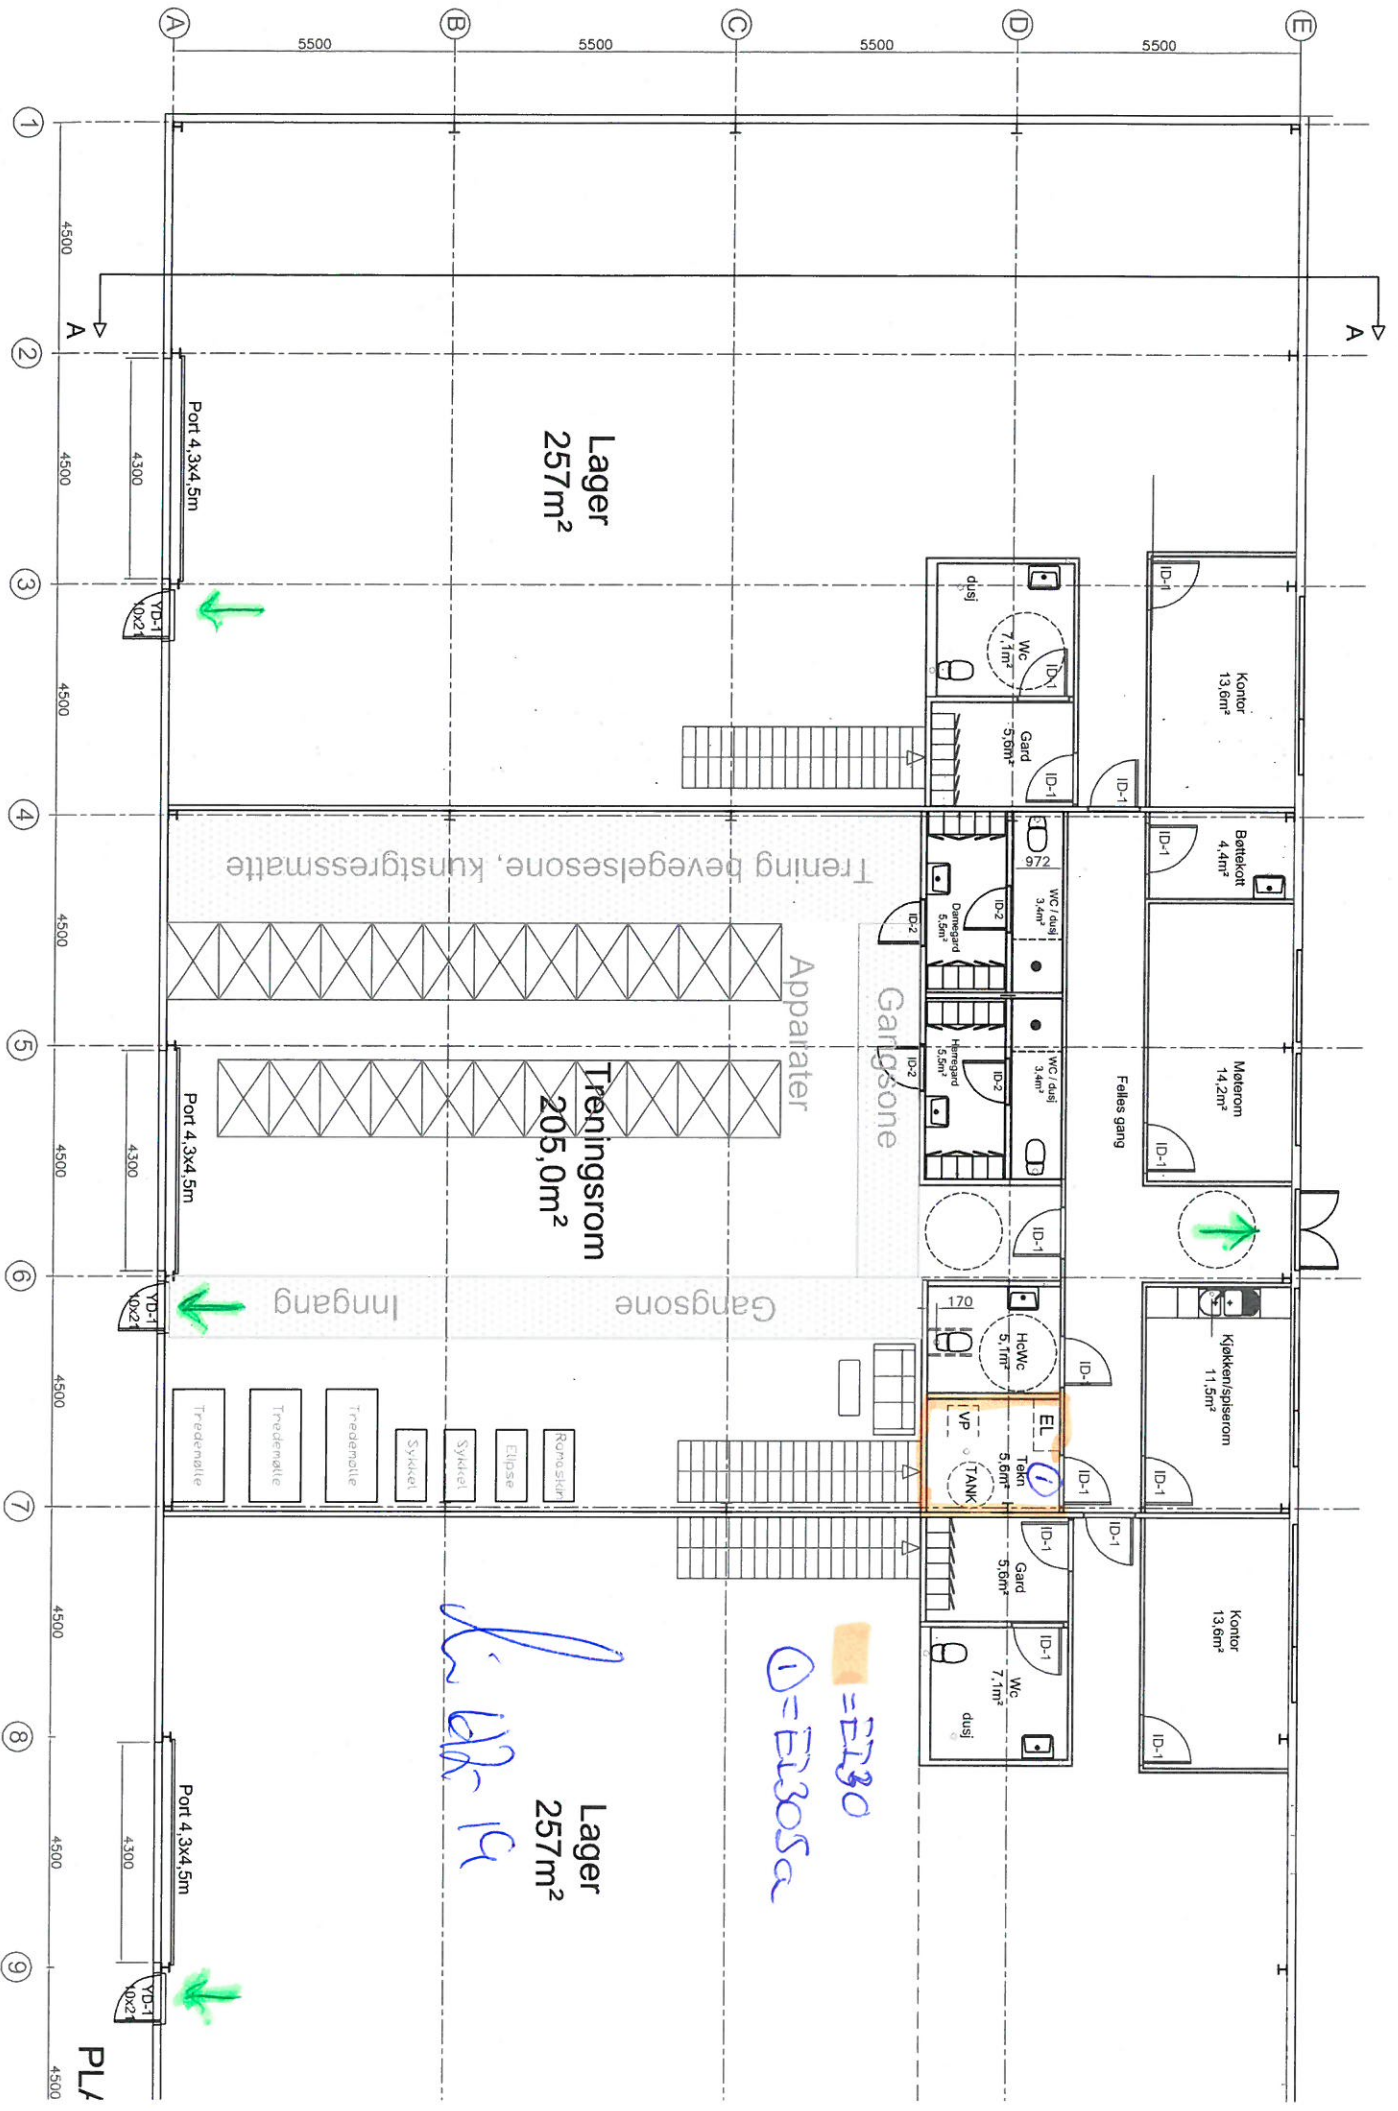 A
B
C
D
E
5500
5500
5500
5500
1
2
3
4
5
6
7
8
9
4500
4500
4500
4500
4500
4500
4500
4500
4500
A
A
Port 4,3x4,5m
4300
YD-1
10x21
Lager
257m²
dusj
Wc
7,1m²
ID-1
Gard
5,6m²
ID-1
ID-1
ID-1
Kontor
13,6m²
Trening bevegelsesone, kunstgressmatte
Apparater
Gangsone
Treningsrom
205,0m²
Port 4,3x4,5m
4300
YD-1
10x21
Inngang
Gangsone
Tredemølle
Tredemølle
Tredemølle
Sykkel
Sykkel
Elipse
Romaskin
972
WC / dusj
3,4m²
Damegard
5,5m²
ID-2
ID-2
WC / dusj
3,4m²
Herregard
5,5m²
ID-2
ID-2
ID-1
Bøttekott
4,4m²
Møterom
14,2m²
ID-1
Felles gang
ID-1
170
HcWc
5,1m²
ID-1
Kjøkken/spiserom
11,5m²
ID-1
EL
VP
Tekn
5,6m²
TANK
1
ID-1
ID-1
ID-1
Gard
5,6m²
ID-1
Wc
7,1m²
dusj
Kontor
13,6m²
ID-1
= EI30
1 = EI30Sa
19
Lager
257m²
Port 4,3x4,5m
4300
YD-1
10x21
PLA